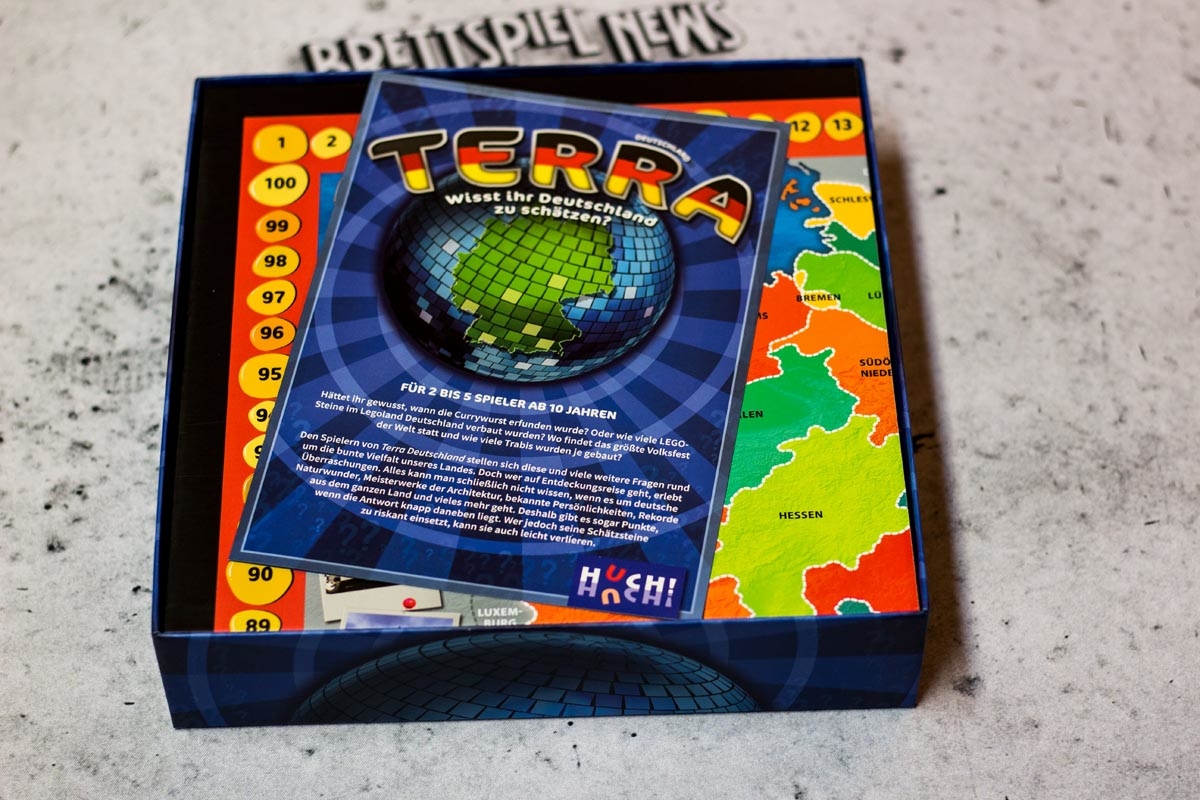 BRETTSPIEL NEWS
1 2
12 13
100
99
98
97
96
95
90
89
DEUTSCHLAND
TERRA
Wisst ihr Deutschland
zu schätzen?
FÜR 2 BIS 5 SPIELER AB 10 JAHREN
Hättet ihr gewusst, wann die Currywurst erfunden wurde? Oder wie viele LEGO-
Steine im Legoland Deutschland verbaut wurden? Wo findet das größte Volksfest
der Welt statt und wie viele Trabis wurden je gebaut?
Den Spielern von Terra Deutschland stellen sich diese und viele weitere Fragen rund
um die bunte Vielfalt unseres Landes. Doch wer auf Entdeckungsreise geht, erlebt
Überraschungen. Alles kann man schließlich nicht wissen, wenn es um deutsche
Naturwunder, Meisterwerke der Architektur, bekannte Persönlichkeiten, Rekorde
aus dem ganzen Land und vieles mehr geht. Deshalb gibt es sogar Punkte,
wenn die Antwort knapp daneben liegt. Wer jedoch seine Schätzsteine
zu riskant einsetzt, kann sie auch leicht verlieren.
HUCH!
SCHLESW
BREMEN
LÜ
SÜDO
NIEDE
LEN
HESSEN
LUXEM-
BURG